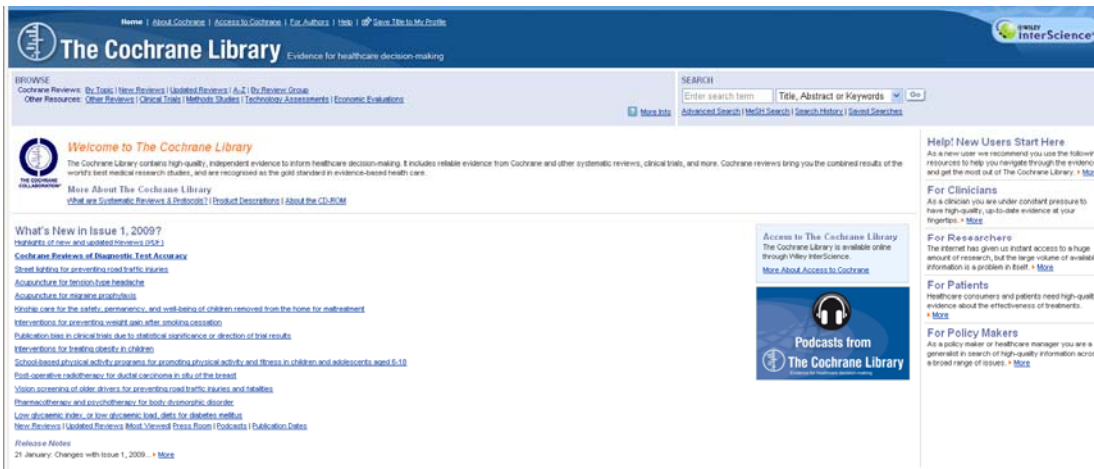 Home | About Cochrane | Access to Cochrane | For Authors | Help | Save Title to My Profile
WILEY
InterScience
The Cochrane Library Evidence for healthcare decision-making
BROWSE
Cochrane Reviews: By Topic | New Reviews | Updated Reviews | A-Z | By Review Group
Other Resources: Other Reviews | Clinical Trials | Methods Studies | Technology Assessments | Economic Evaluations
More Info
SEARCH
Enter search term Title, Abstract or Keywords Go
Advanced Search | MeSH Search | Search History | Saved Searches
THE COCHRANE
COLLABORATION
Welcome to The Cochrane Library
The Cochrane Library contains high-quality, independent evidence to inform healthcare decision-making. It includes reliable evidence from Cochrane and other systematic reviews, clinical trials, and more. Cochrane reviews bring you the combined results of the
world's best medical research studies, and are recognised as the gold standard in evidence-based health care.
More About The Cochrane Library
What are Systematic Reviews & Protocols? | Product Descriptions | About the CD-ROM
What's New in Issue 1, 2009?
Highlights of new and updated Reviews (PDF)
Cochrane Reviews of Diagnostic Test Accuracy
Street lighting for preventing road traffic injuries
Acupuncture for tension-type headache
Acupuncture for migraine prophylaxis
Kinship care for the safety, permanency, and well-being of children removed from the home for maltreatment
Interventions for preventing weight gain after smoking cessation
Publication bias in clinical trials due to statistical significance or direction of trial results
Interventions for treating obesity in children
School-based physical activity programs for promoting physical activity and fitness in children and adolescents aged 6-18
Post-operative radiotherapy for ductal carcinoma in situ of the breast
Vision screening of older drivers for preventing road traffic injuries and fatalities
Pharmacotherapy and psychotherapy for body dysmorphic disorder
Low glycaemic index, or low glycaemic load, diets for diabetes mellitus
New Reviews | Updated Reviews |Most Viewed| Press Room | Podcasts | Publication Dates
Release Notes
21 January: Changes with Issue 1, 2009... More
Access to The Cochrane Library
The Cochrane Library is available online
through Wiley InterScience.
More About Access to Cochrane
Podcasts from
The Cochrane Library
Evidence for healthcare decision-making
Help! New Users Start Here
As a new user we recommend you use the
resources to help you navigate through the
and get the most out of The Cochrane Library.
For Clinicians
As a clinician you are under constant pressure to
have high-quality, up-to-date evidence at your
fingertips. More
For Researchers
The internet has given us instant access to a huge
amount of research, but the large volume of
information is a problem in itself. More
For Patients
Healthcare consumers and patients need
evidence about the effectiveness of treatments.
More
For Policy Makers
As a policy maker or healthcare manager you are a
generalist in search of high-quality information
a broad range of issues. More